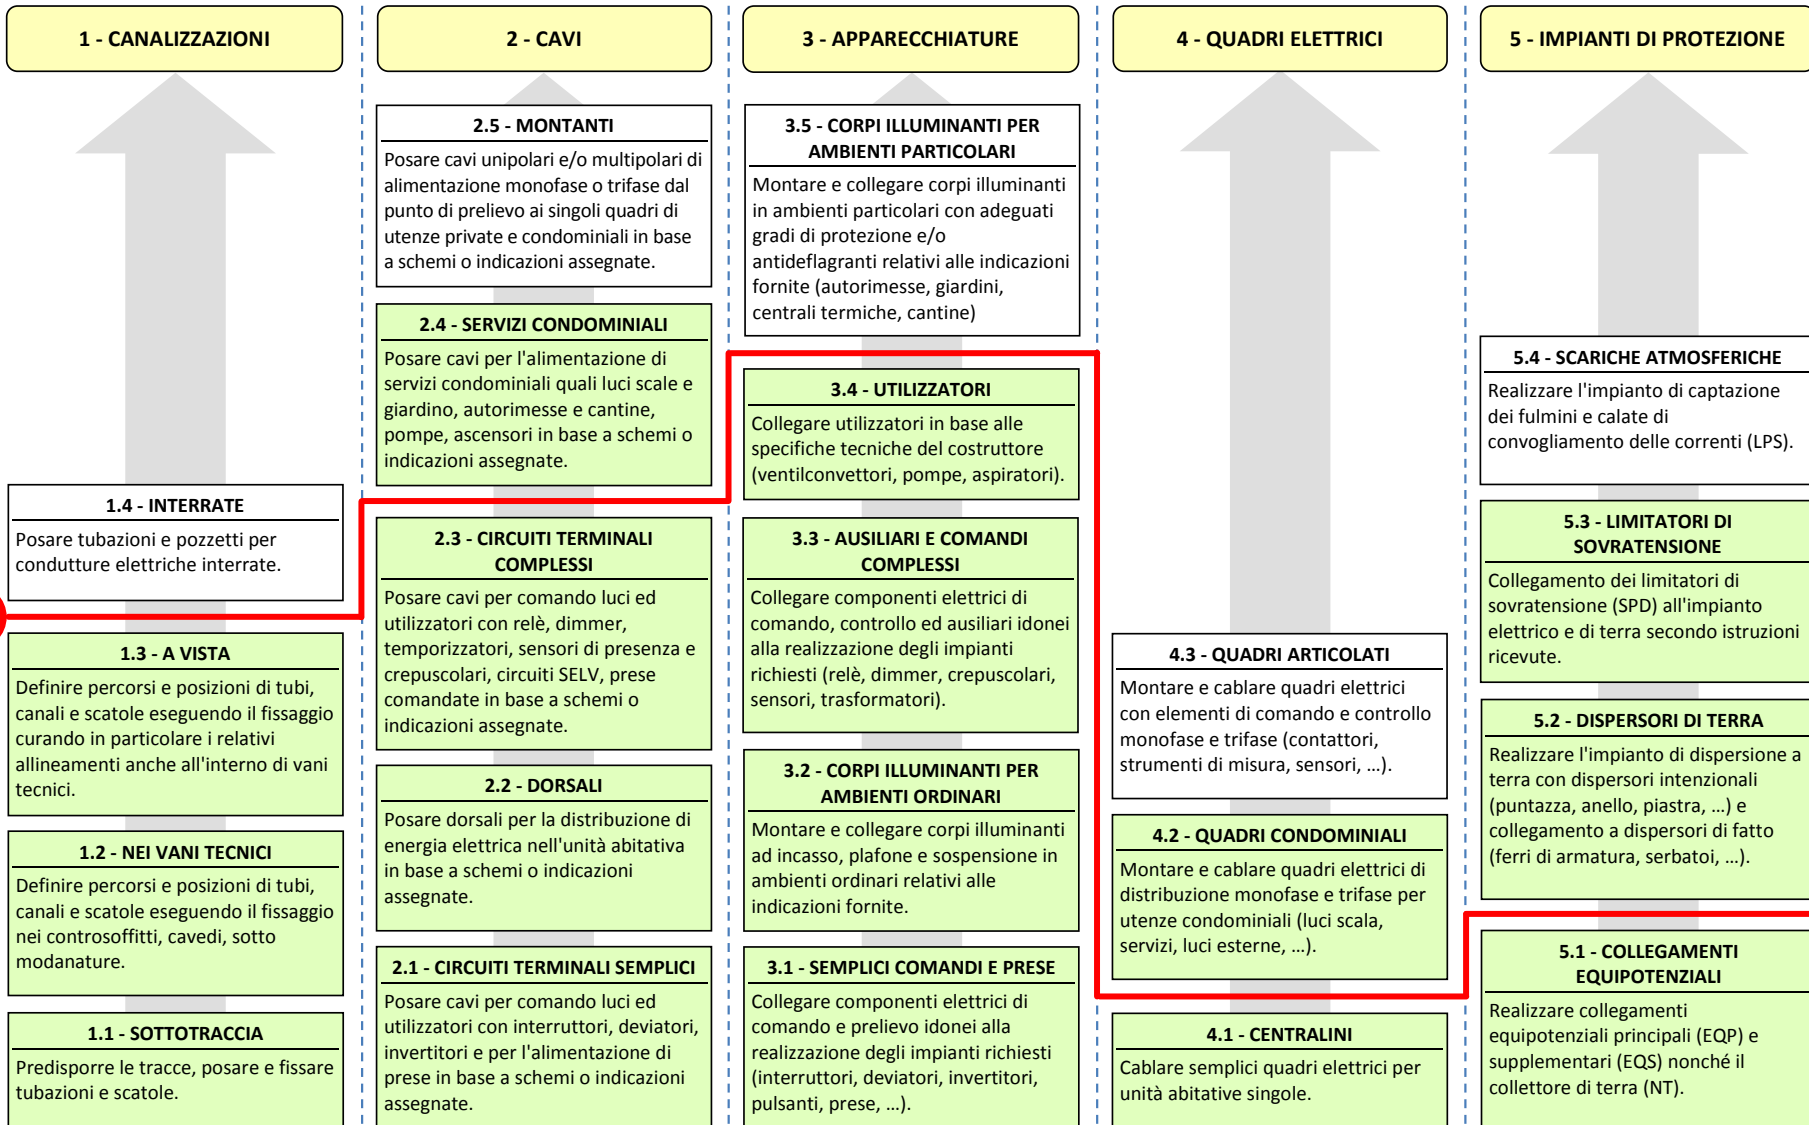 1 - CANALIZZAZIONI
1.4 - INTERRATE
Posare tubazioni e pozzetti per
condutture elettriche interrate.
1.3 - A VISTA
Definire percorsi e posizioni di tubi,
canali e scatole eseguendo il fissaggio
curando in particolare i relativi
allineamenti anche all'interno di vani
tecnici.
1.2 - NEI VANI TECNICI
Definire percorsi e posizioni di tubi,
canali e scatole eseguendo il fissaggio
nei controsoffitti, cavedi, sotto
modanature.
1.1 - SOTTOTRACCIA
Predisporre le tracce, posare e fissare
tubazioni e scatole.
2 - CAVI
2.5 - MONTANTI
Posare cavi unipolari e/o multipolari di
alimentazione monofase o trifase dal
punto di prelievo ai singoli quadri di
utenze private e condominiali in base
a schemi o indicazioni assegnate.
2.4 - SERVIZI CONDOMINIALI
Posare cavi per l'alimentazione di
servizi condominiali quali luci scale e
giardino, autorimesse e cantine,
pompe, ascensori in base a schemi o
indicazioni assegnate.
2.3 - CIRCUITI TERMINALI
COMPLESSI
Posare cavi per comando luci ed
utilizzatori con relè, dimmer,
temporizzatori, sensori di presenza e
crepuscolari, circuiti SELV, prese
comandate in base a schemi o
indicazioni assegnate.
2.2 - DORSALI
Posare dorsali per la distribuzione di
energia elettrica nell'unità abitativa
in base a schemi o indicazioni
assegnate.
2.1 - CIRCUITI TERMINALI SEMPLICI
Posare cavi per comando luci ed
utilizzatori con interruttori, deviatori,
invertitori e per l'alimentazione di
prese in base a schemi o indicazioni
assegnate.
3 - APPARECCHIATURE
3.5 - CORPI ILLUMINANTI PER
AMBIENTI PARTICOLARI
Montare e collegare corpi illuminanti
in ambienti particolari con adeguati
gradi di protezione e/o
antideflagranti relativi alle indicazioni
fornite (autorimesse, giardini,
centrali termiche, cantine)
3.4 - UTILIZZATORI
Collegare utilizzatori in base alle
specifiche tecniche del costruttore
(ventilconvettori, pompe, aspiratori).
3.3 - AUSILIARI E COMANDI
COMPLESSI
Collegare componenti elettrici di
comando, controllo ed ausiliari idonei
alla realizzazione degli impianti
richiesti (relè, dimmer, crepuscolari,
sensori, trasformatori).
3.2 - CORPI ILLUMINANTI PER
AMBIENTI ORDINARI
Montare e collegare corpi illuminanti
ad incasso, plafone e sospensione in
ambienti ordinari relativi alle
indicazioni fornite.
3.1 - SEMPLICI COMANDI E PRESE
Collegare componenti elettrici di
comando e prelievo idonei alla
realizzazione degli impianti richiesti
(interruttori, deviatori, invertitori,
pulsanti, prese, ...).
4 - QUADRI ELETTRICI
4.3 - QUADRI ARTICOLATI
Montare e cablare quadri elettrici
con elementi di comando e controllo
monofase e trifase (contattori,
strumenti di misura, sensori, ...).
4.2 - QUADRI CONDOMINIALI
Montare e cablare quadri elettrici di
distribuzione monofase e trifase per
utenze condominiali (luci scala,
servizi, luci esterne, ...).
4.1 - CENTRALINI
Cablare semplici quadri elettrici per
unità abitative singole.
5 - IMPIANTI DI PROTEZIONE
5.4 - SCARICHE ATMOSFERICHE
Realizzare l'impianto di captazione
dei fulmini e calate di
convogliamento delle correnti (LPS).
5.3 - LIMITATORI DI
SOVRATENSIONE
Collegamento dei limitatori di
sovratensione (SPD) all'impianto
elettrico e di terra secondo istruzioni
ricevute.
5.2 - DISPERSORI DI TERRA
Realizzare l'impianto di dispersione a
terra con dispersori intenzionali
(puntazza, anello, piastra, ...) e
collegamento a dispersori di fatto
(ferri di armatura, serbatoi, ...).
5.1 - COLLEGAMENTI
EQUIPOTENZIALI
Realizzare collegamenti
equipotenziali principali (EQP) e
supplementari (EQS) nonché il
collettore di terra (NT).